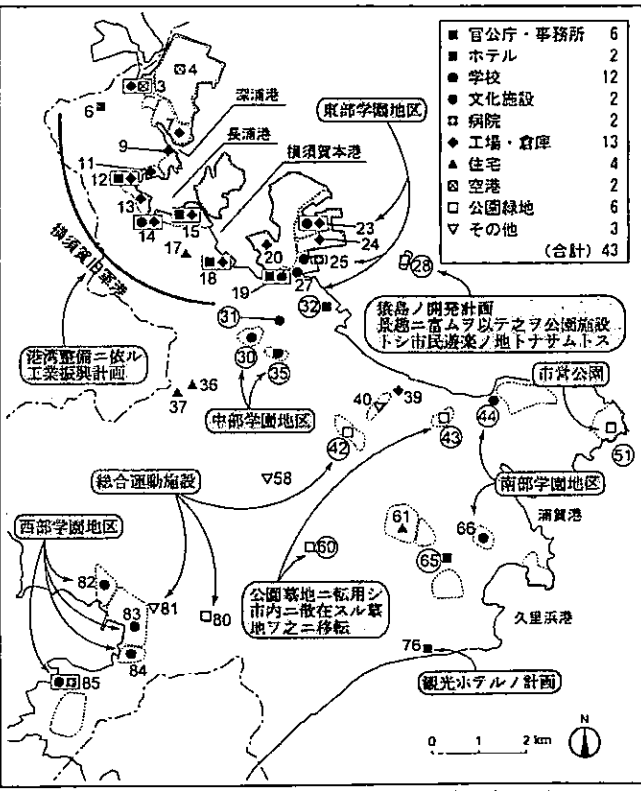 ■ 官公庁・事務所 6
■ ホテル 2
● 学校 12
● 文化施設 2
病院 2
◆ 工場・倉庫 13
▲ 住宅 4
空港 2
□ 公園緑地 6
▽ その他 3
(合計) 43
4
3
6
深浦港
東部学園地区
7
9
長浦港
11
横須賀本港
12
13
14
15
23
24
17
20
25
18
19
27
㉘
横須賀旧軍港
㉜
㉛
猿島ノ開発計画
景趣ニ富ムヲ以テ之ヲ公園施設
トシ市民遊楽ノ地トナサムトス
港湾整備ニ依ル
工業振興計画
㉚
㉟
市営公園
36
37
中部学園地区
40
39
㊷
㊸
㊹
51
総合運動施設
58
南部学園地区
浦賀港
61
66
西部学園地区
60
65
82
公園墓地ニ転用シ
市内ニ散在スル墓
地ヲ之ニ移転
81
80
83
久里浜港
84
76
85
観光ホテルノ計画
N
0 1 2 km